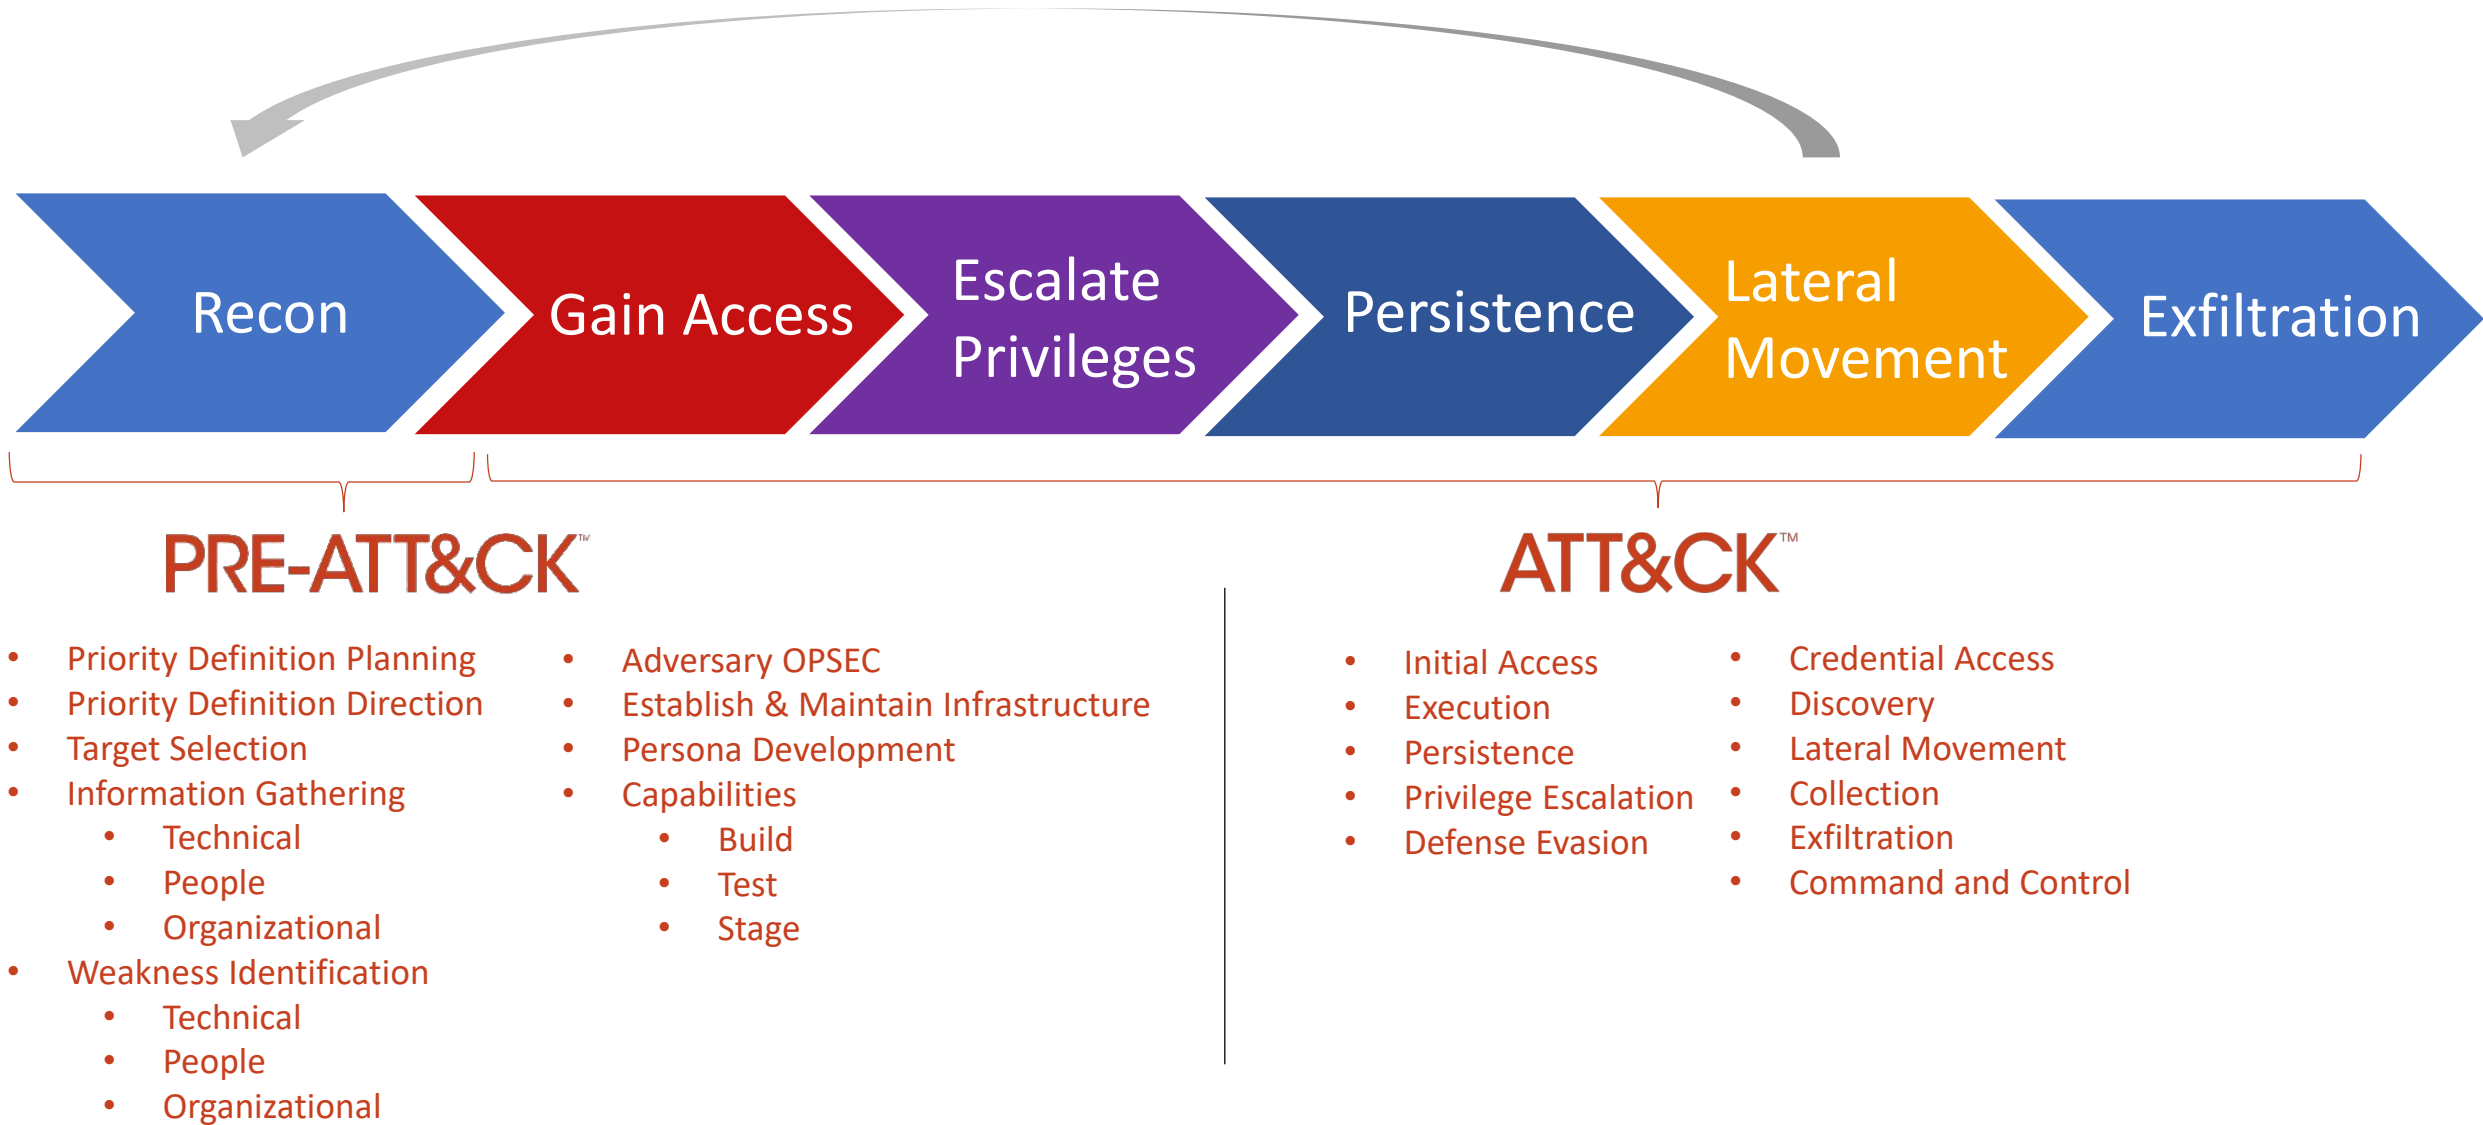 Recon
Gain Access
Escalate
Privileges
Persistence
Lateral
Movement
Exfiltration
PRE-ATT&CK™
• Priority Definition Planning
• Priority Definition Direction
• Target Selection
• Information Gathering
• Technical
• People
• Organizational
• Weakness Identification
• Technical
• People
• Organizational
• Adversary OPSEC
• Establish & Maintain Infrastructure
• Persona Development
• Capabilities
• Build
• Test
• Stage
ATT&CK™
• Initial Access
• Execution
• Persistence
• Privilege Escalation
• Defense Evasion
• Credential Access
• Discovery
• Lateral Movement
• Collection
• Exfiltration
• Command and Control